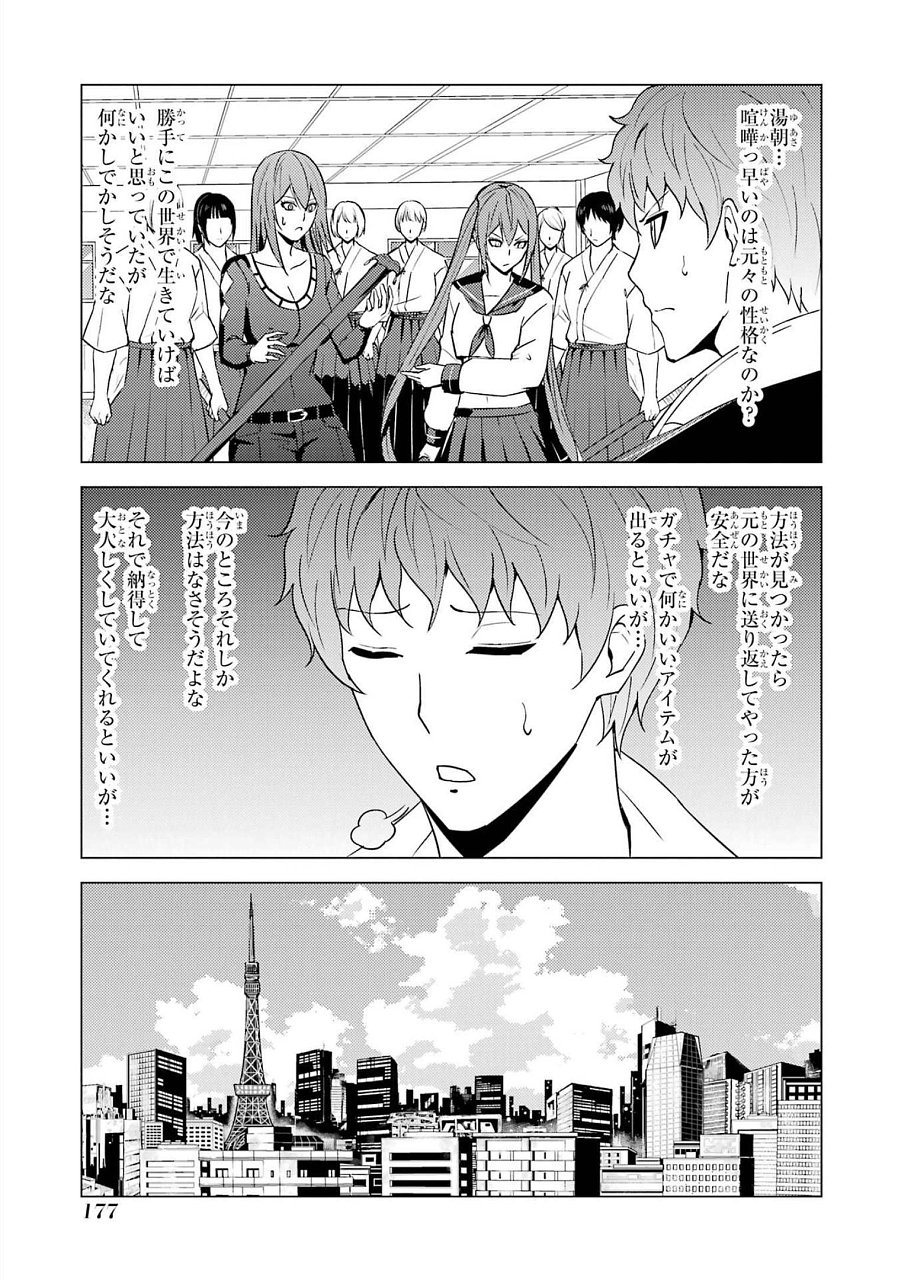 湯朝…
喧嘩っ早いのは元々の性格なのか？
勝手にこの世界で生きていけば
いいと思っていたが
何かしでかしそうだな
方法が見つかったら
元の世界に送り返してやった方が
安全だな
ガチャで何かいいアイテムが
出るといいが…
今のところそれしか
方法はなさそうだよな
それで納得して
大人しくしていてくれるといいが…
177